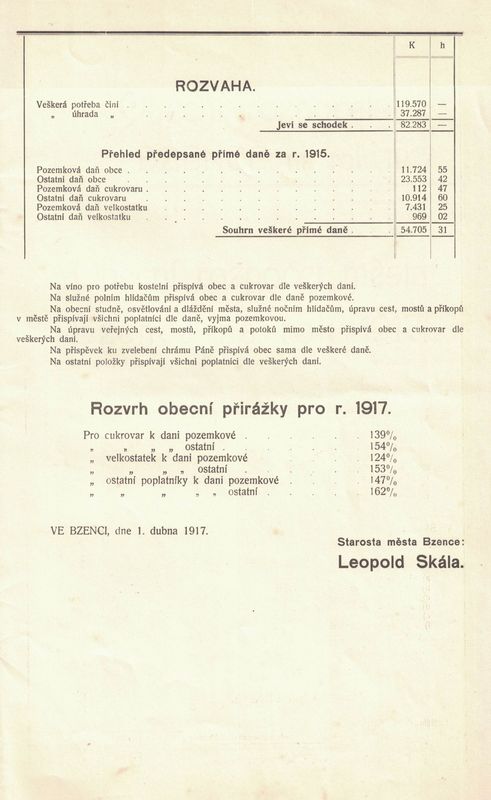 K h
ROZVAHA.
Veškerá potřeba činí . . . . . . . . . . . . . . 119.570 —
„ úhrada „ . . . . . . . . . . . . . . 37.287 —
Jeví se schodek . . . 82.283 —
Přehled předepsané přímé daně za r. 1915.
Pozemková daň obce . . . . . . . . . . . . . . 11.724 55
Ostatní daň obce . . . . . . . . . . . . . . 23.553 42
Pozemková daň cukrovaru . . . . . . . . . . . . . 112 47
Ostatní daň cukrovaru . . . . . . . . . . . . . 10.914 60
Pozemková daň velkostatku . . . . . . . . . . . . . 7.431 25
Ostatní daň velkostatku . . . . . . . . . . . . . 969 02
Souhrn veškeré přímé daně . . 54.705 31
Na víno pro potřebu kostelní přispívá obec a cukrovar dle veškerých daní.
Na služné polním hlídačům přispívá obec a cukrovar dle daně pozemkové.
Na obecní studně, osvětlování a dláždění města, služné nočním hlídačům, úpravu cest, mostů a příkopů
v městě přispívají všichni poplatníci dle daně, vyjma pozemkovou.
Na úpravu veřejných cest, mostů, příkopů a potoků mimo město přispívá obec a cukrovar dle
veškerých daní.
Na příspěvek ku zvelebení chrámu Páně přispívá obec sama dle veškeré daně.
Na ostatní položky přispívají všichni poplatníci dle veškerých daní.
Rozvrh obecní přirážky pro r. 1917.
Pro cukrovar k dani pozemkové . . . . . . 139%
„ „ „ „ ostatní . . . . . . . 154%
„ velkostatek k dani pozemkové . . . . . 124%
„ „ „ „ ostatní . . . . . . 153%
„ ostatní poplatníky k dani pozemkové . . . . 147%
„ „ „ „ „ ostatní . . . . . 162%
VE BZENCI, dne 1. dubna 1917.
Starosta města Bzence:
Leopold Skála.